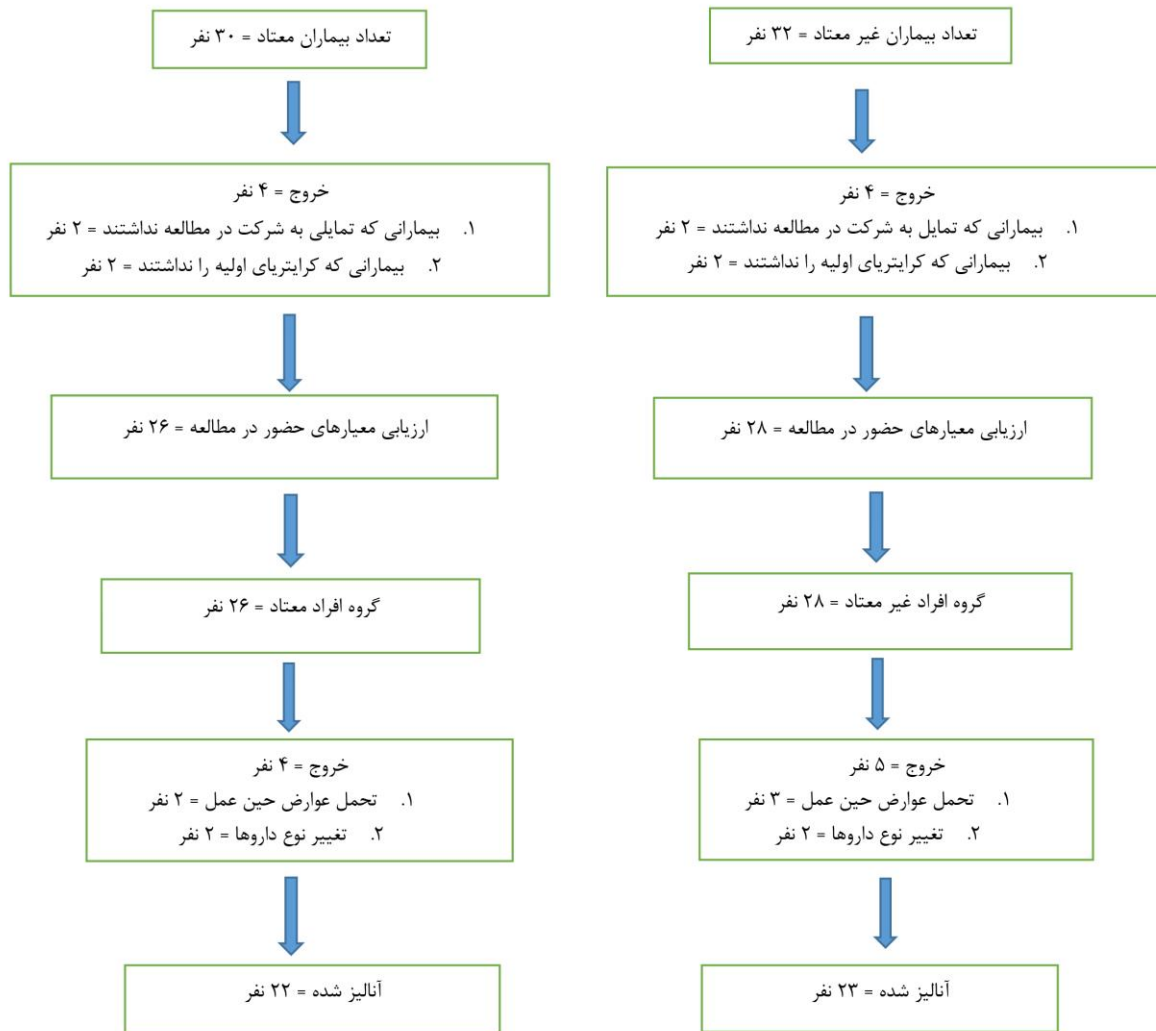 تعداد بیماران غیر معتاد = ۳۲ نفر
خروج = ۴ نفر
۱. بیمارانی که تمایل به شرکت در مطالعه نداشتند = ۲ نفر
۲. بیمارانی که کرایتریای اولیه را نداشتند = ۲ نفر
ارزیابی معیارهای حضور در مطالعه = ۲۸ نفر
گروه افراد غیر معتاد = ۲۸ نفر
خروج = ۵ نفر
۱. تحمل عوارض حین عمل = ۳ نفر
۲. تغییر نوع داروها = ۲ نفر
آنالیز شده = ۲۳ نفر
تعداد بیماران معتاد = ۳۰ نفر
خروج = ۴ نفر
۱. بیمارانی که تمایلی به شرکت در مطالعه نداشتند = ۲ نفر
۲. بیمارانی که کرایتریای اولیه را نداشتند = ۲ نفر
ارزیابی معیارهای حضور در مطالعه = ۲۶ نفر
گروه افراد معتاد = ۲۶ نفر
خروج = ۴ نفر
۱. تحمل عوارض حین عمل = ۲ نفر
۲. تغییر نوع داروها = ۲ نفر
آنالیز شده = ۲۲ نفر